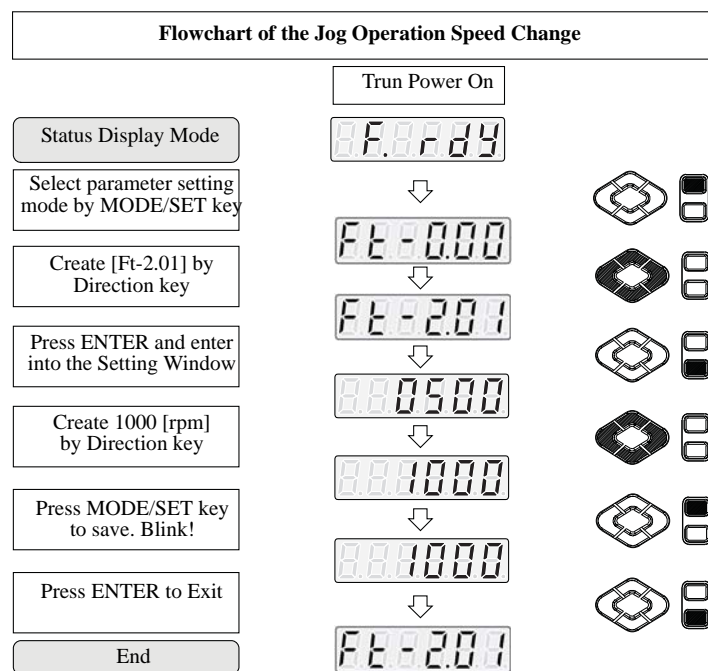 Flowchart of the Jog Operation Speed Change
Trun Power On
Status Display Mode
F. rdy
Select parameter setting
mode by MODE/SET key
Ft-0.00
Create [Ft-2.01] by
Direction key
Ft-2.01
Press ENTER and enter
into the Setting Window
0500
Create 1000 [rpm]
by Direction key
1000
Press MODE/SET key
to save. Blink!
1000
Press ENTER to Exit
End
Ft-2.01